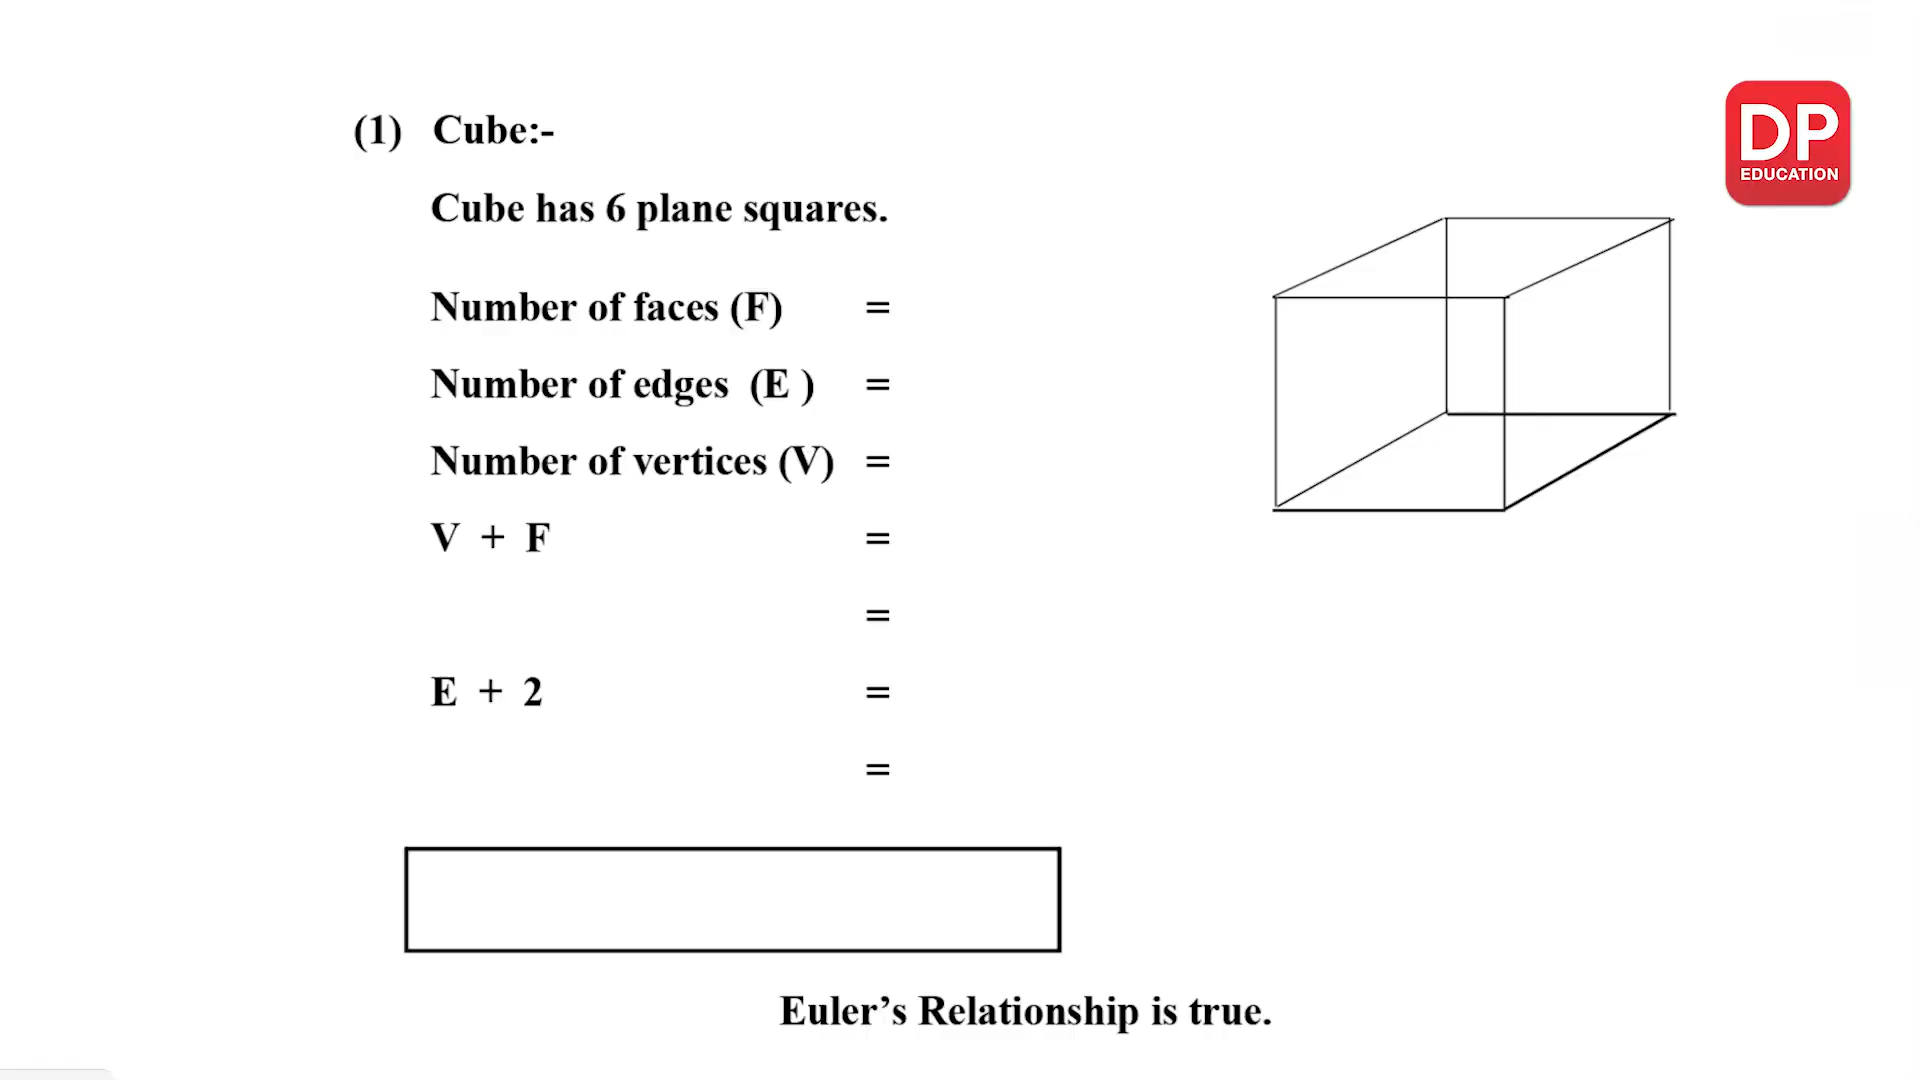 (1) Cube:-
DP
EDUCATION
Cube has 6 plane squares.
Number of faces (F) =
Number of edges (E ) =
Number of vertices (V) =
V + F =
=
E + 2 =
=
Euler’s Relationship is true.